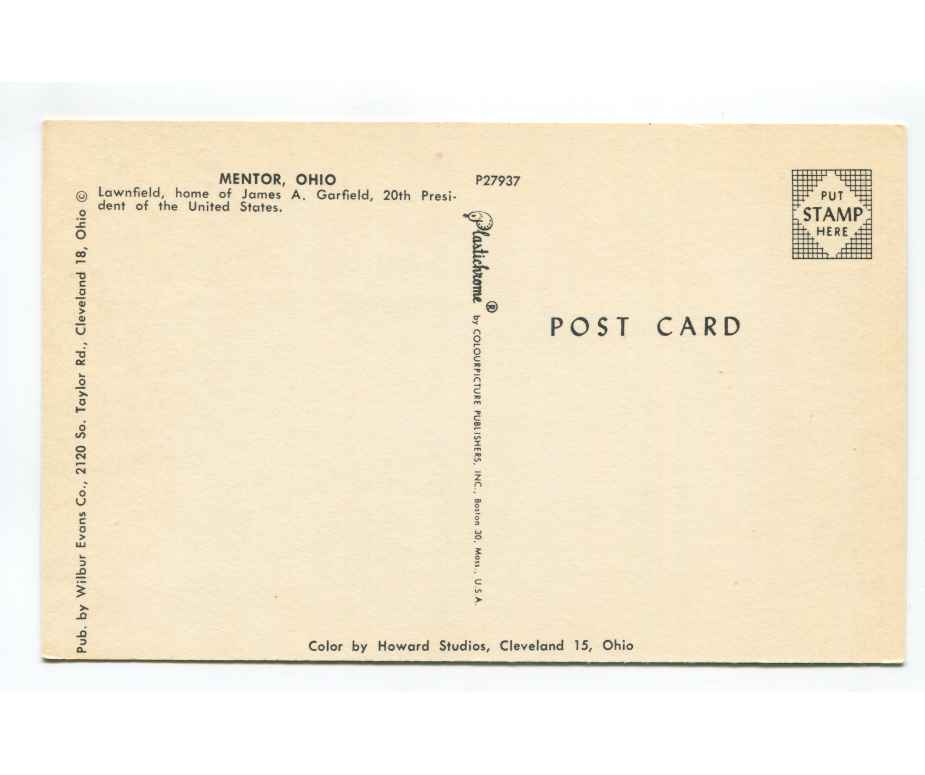 MENTOR, OHIO
Lawnfield, home of James A. Garfield, 20th Presi-
dent of the United States.
P27937
PUT
STAMP
HERE
Pub. by Wilbur Evans Co., 2120 So. Taylor Rd., Cleveland 18, Ohio ©
Plastichrome ® by COLOURPICTURE PUBLISHERS, INC., Boston 30, Mass., U.S.A.
POST CARD
Color by Howard Studios, Cleveland 15, Ohio